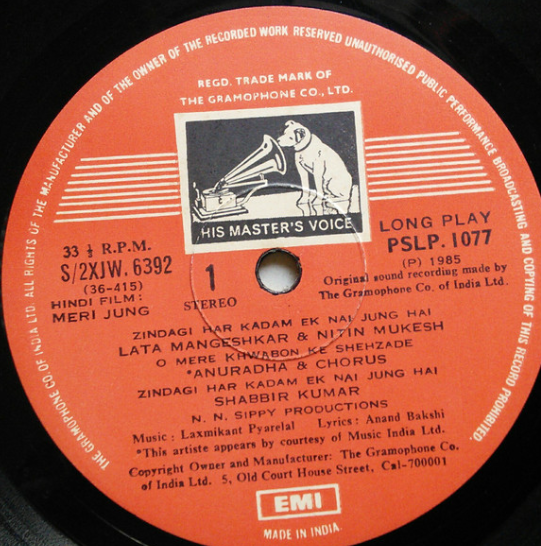 THE GRAMOPHONE CO. OF INDIA LTD. ALL RIGHTS OF THE MANUFACTURER AND OF THE OWNER OF THE RECORDED WORK RESERVED UNAUTHORISED PUBLIC PERFORMANCE BROADCASTING AND COPYING OF THIS RECORD PROHIBITED.
REGD. TRADE MARK OF
THE GRAMOPHONE CO., LTD.
HIS MASTER'S VOICE
33 ⅓ R.P.M.
S/2XJW. 6392
(36-415)
HINDI FILM:
MERI JUNG
1
STEREO
LONG PLAY
PSLP. 1077
(P) 1985
Original sound recording made by
The Gramophone Co. of India Ltd.
ZINDAGI HAR KADAM EK NAI JUNG HAI
LATA MANGESHKAR & NITIN MUKESH
O MERE KHWABON KE SHEHZADE
*ANURADHA & CHORUS
ZINDAGI HAR KADAM EK NAI JUNG HAI
SHABBIR KUMAR
N. N. SIPPY PRODUCTIONS
Music : Laxmikant Pyarelal Lyrics : Anand Bakshi
*This artiste appears by courtesy of Music India Ltd.
Copyright Owner and Manufacturer: The Gramophone Co.
of India Ltd. 5, Old Court House Street, Cal-700001
EMI
MADE IN INDIA.